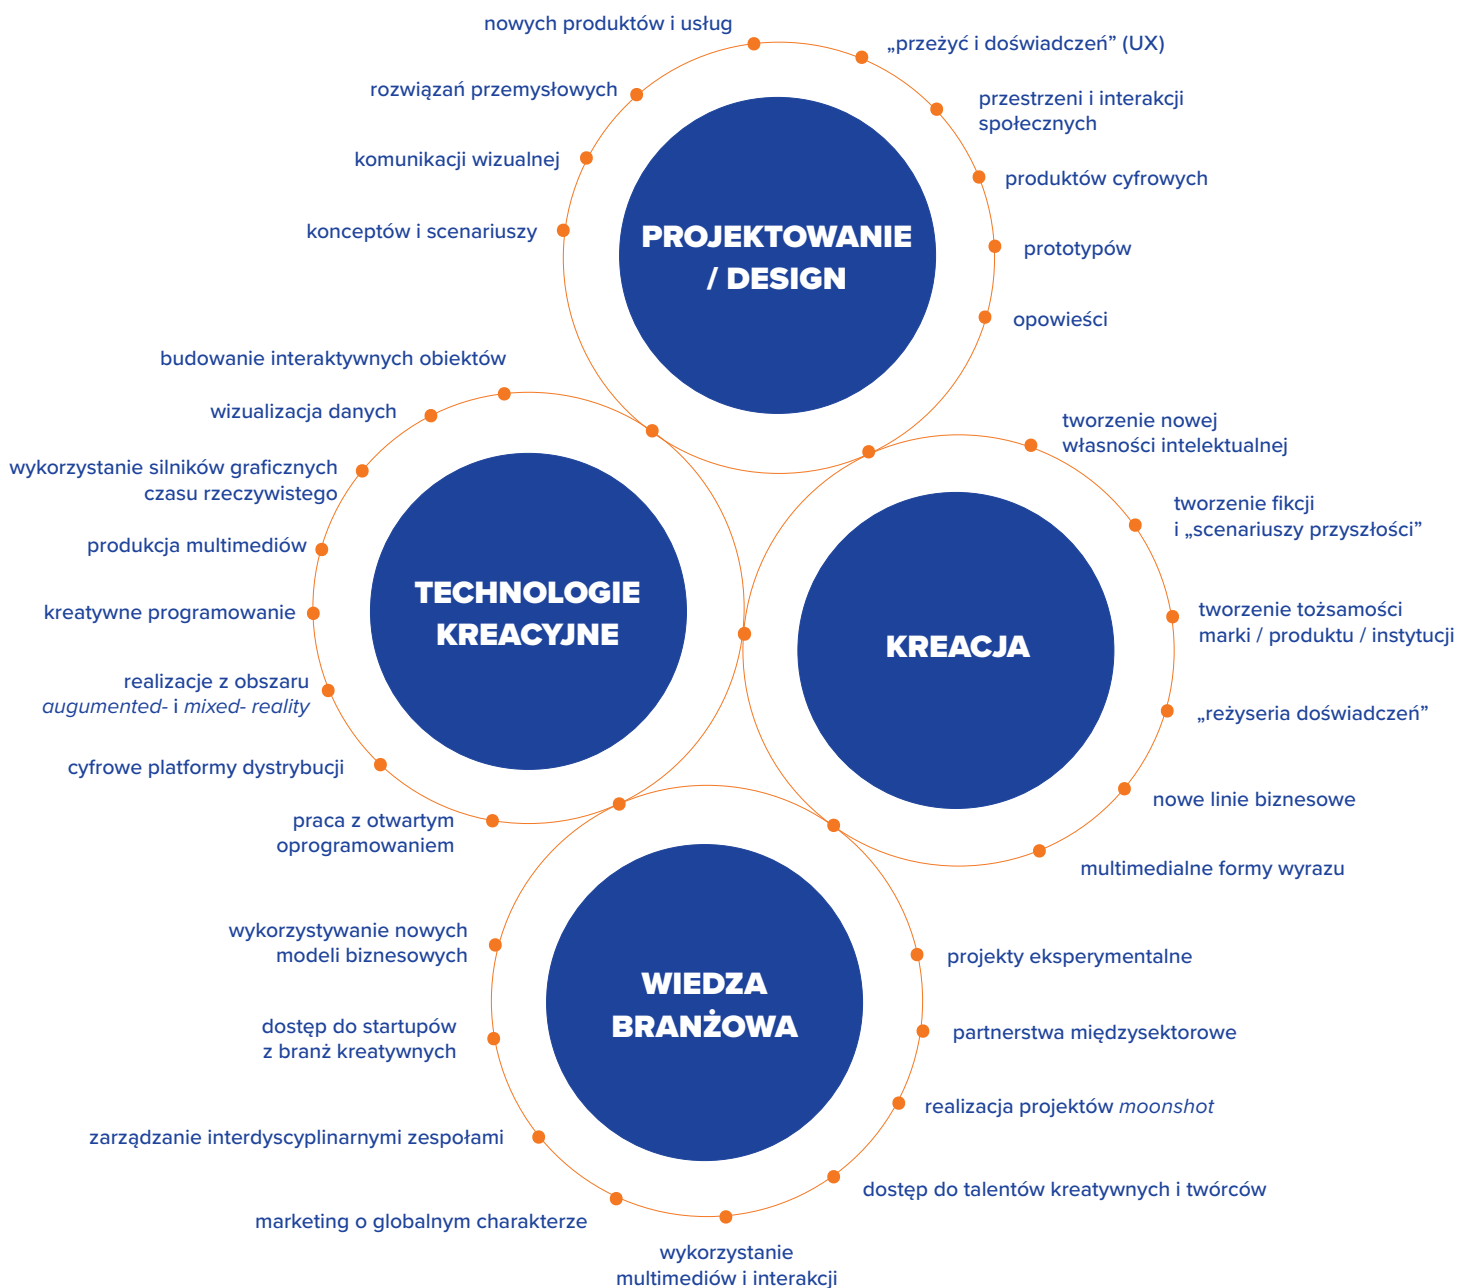 nowych produktów i usług
„przeżyć i doświadczeń” (UX)
rozwiązań przemysłowych
przestrzeni i interakcji
społecznych
komunikacji wizualnej
produktów cyfrowych
konceptów i scenariuszy
prototypów
opowieści
PROJEKTOWANIE
/ DESIGN
budowanie interaktywnych obiektów
wizualizacja danych
wykorzystanie silników graficznych
czasu rzeczywistego
produkcja multimediów
kreatywne programowanie
realizacje z obszaru
augumented- i mixed- reality
cyfrowe platformy dystrybucji
praca z otwartym
oprogramowaniem
TECHNOLOGIE
KREACYJNE
tworzenie nowej
własności intelektualnej
tworzenie fikcji
i „scenariuszy przyszłości”
tworzenie tożsamości
marki / produktu / instytucji
„reżyseria doświadczeń”
nowe linie biznesowe
multimedialne formy wyrazu
KREACJA
wykorzystywanie nowych
modeli biznesowych
dostęp do startupów
z branż kreatywnych
zarządzanie interdyscyplinarnymi zespołami
marketing o globalnym charakterze
wykorzystanie
multimediów i interakcji
WIEDZA
BRANŻOWA
projekty eksperymentalne
partnerstwa międzysektorowe
realizacja projektów moonshot
dostęp do talentów kreatywnych i twórców